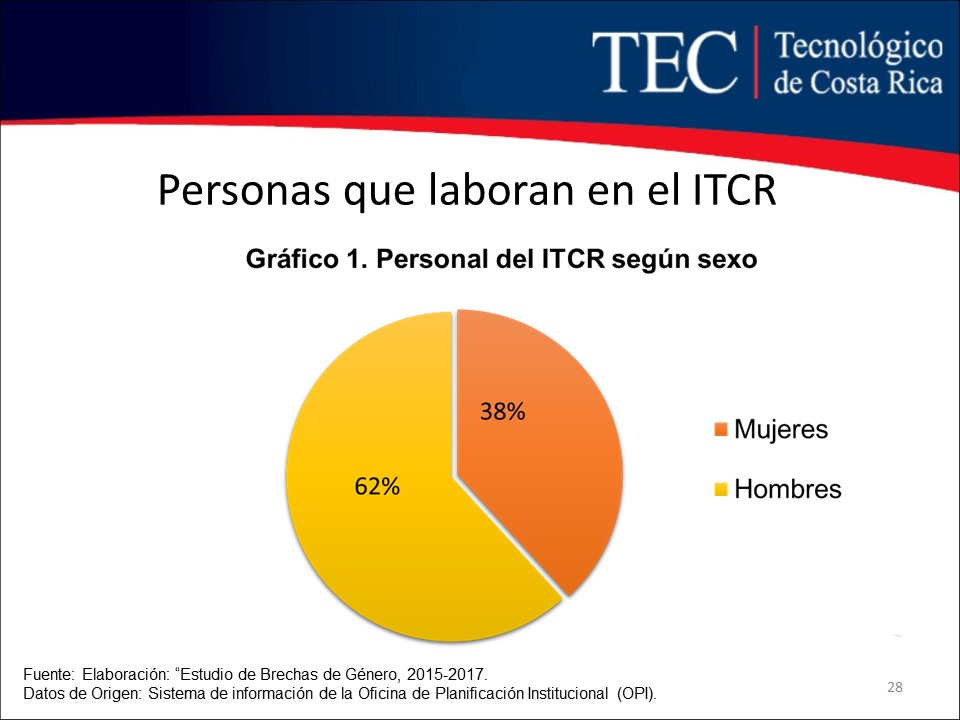 TEC
Tecnológico
de Costa Rica
Personas que laboran en el ITCR
Gráfico 1. Personal del ITCR según sexo
38%
62%
Mujeres
Hombres
Fuente: Elaboración: “Estudio de Brechas de Género, 2015-2017.
Datos de Origen: Sistema de información de la Oficina de Planificación Institucional (OPI).
28